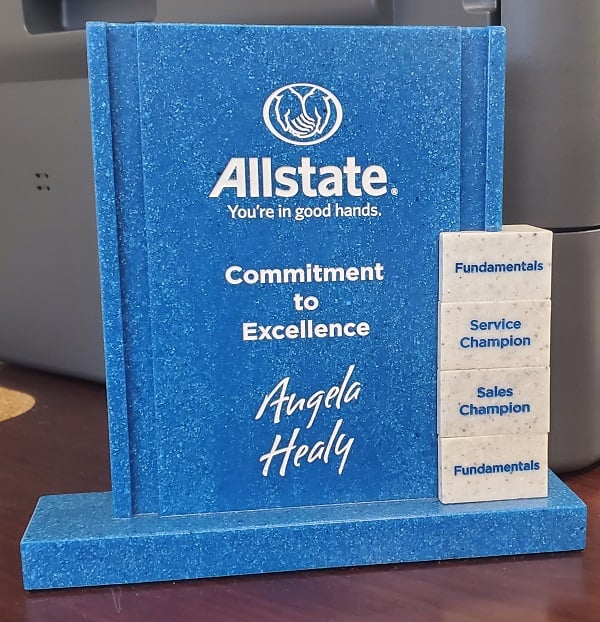 Allstate®
You're in good hands.
Commitment
to
Excellence
Angela
Healy
Fundamentals
Service
Champion
Sales
Champion
Fundamentals